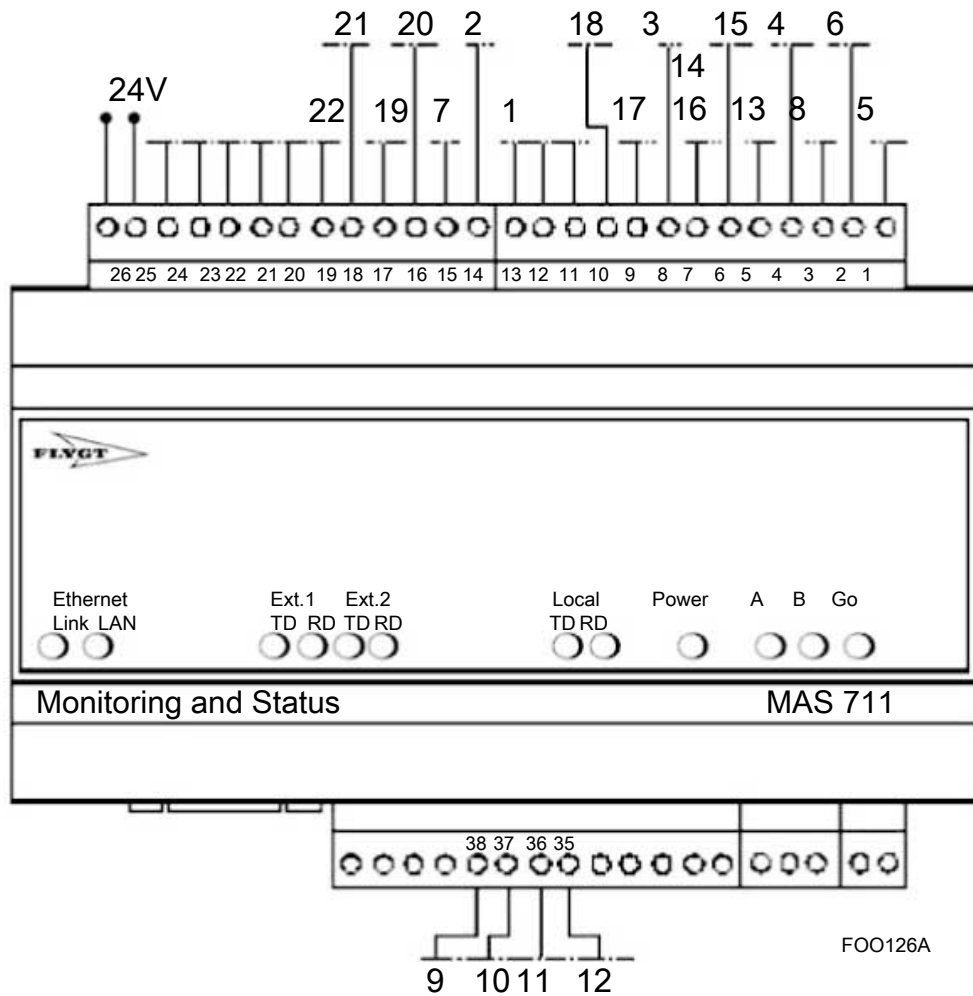 21 20 2 18 3 15 4 6
14
24V 22 19 7 1 17 16 13 8 5
26 25 24 23 22 21 20 19 18 17 16 15 14 13 12 11 10 9 8 7 6 5 4 3 2 1
FLYGT
Ethernet Ext.1 Ext.2 Local Power A B Go
Link LAN TD RD TD RD TD RD
Monitoring and Status MAS 711
38 37 36 35
FOO126A
9 10 11 12